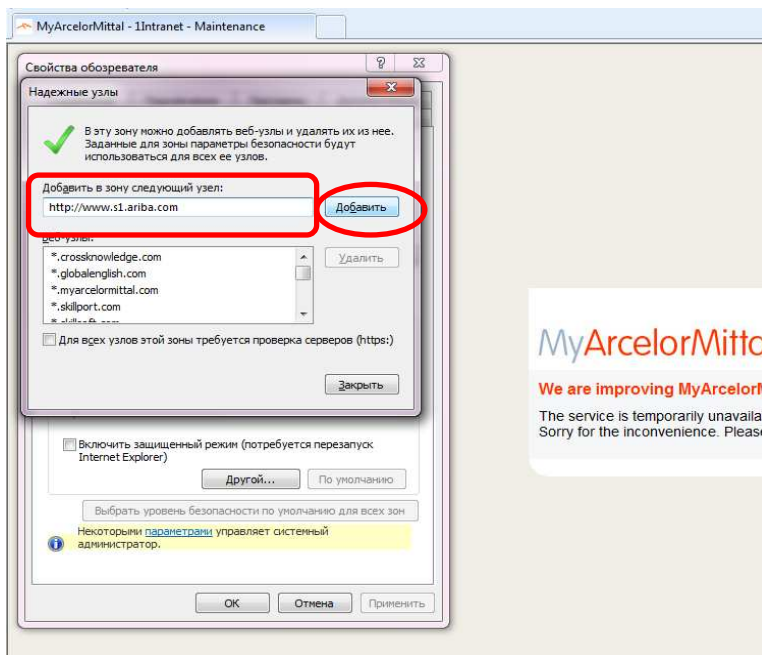 MyArcelorMittal - 1Intranet - Maintenance
Свойства обозревателя
Надежные узлы
В эту зону можно добавлять веб-узлы и удалять их из нее.
Заданные для зоны параметры безопасности будут
использоваться для всех ее узлов.
Добавить в зону следующий узел:
http://www.s1.ariba.com
Добавить
Веб-узлы:
*.crossknowledge.com
*.globalenglish.com
*.myarcelormittal.com
*.skillport.com
Удалить
Для всех узлов этой зоны требуется проверка серверов (https:)
Закрыть
Включить защищенный режим (потребуется перезапуск
Internet Explorer)
Другой...
По умолчанию
Выбрать уровень безопасности по умолчанию для всех зон
Некоторыми параметрами управляет системный
администратор.
OK
Отмена
Применить
MyArcelorMitta
We are improving MyArcelorM
The service is temporarily unavaila
Sorry for the inconvenience. Please